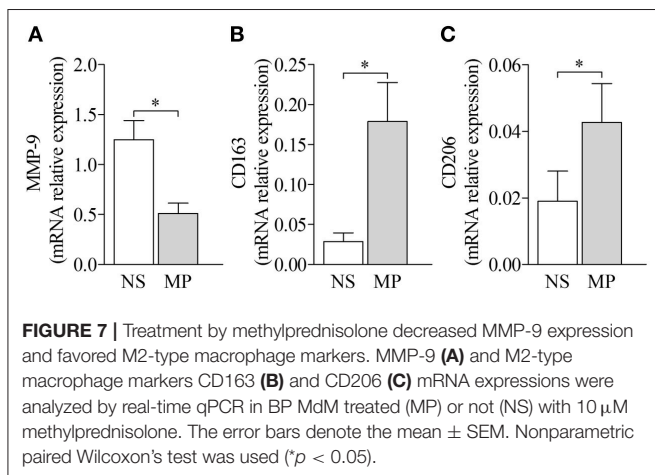 A
B
C
MMP-9
(mRNA relative expression)
1.5
1.0
0.5
0.0
*
NS MP
CD163
(mRNA relative expression)
0.25
0.20
0.15
0.10
0.05
0.00
*
NS MP
CD206
(mRNA relative expression)
0.06
0.04
0.02
0.00
*
NS MP
FIGURE 7 | Treatment by methylprednisolone decreased MMP-9 expression
and favored M2-type macrophage markers. MMP-9 (A) and M2-type
macrophage markers CD163 (B) and CD206 (C) mRNA expressions were
analyzed by real-time qPCR in BP MdM treated (MP) or not (NS) with 10 μM
methylprednisolone. The error bars denote the mean ± SEM. Nonparametric
paired Wilcoxon's test was used (*p < 0.05).